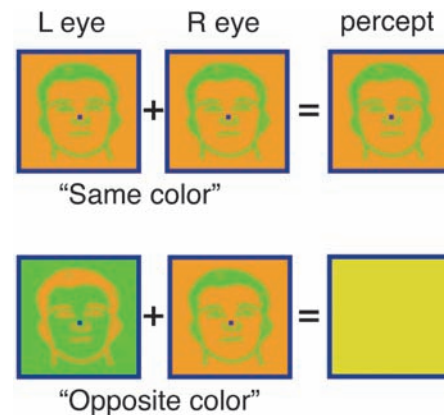 L eye R eye percept
+ =
“Same color”
+ =
“Opposite color”